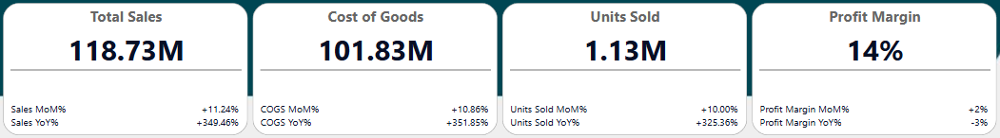 Total Sales
118.73M
Sales MoM% +11.24%
Sales YoY% +349.46%
Cost of Goods
101.83M
COGS MoM% +10.86%
COGS YoY% +351.85%
Units Sold
1.13M
Units Sold MoM% +10.00%
Units Sold YoY% +325.36%
Profit Margin
14%
Profit Margin MoM% +2%
Profit Margin YoY% -3%